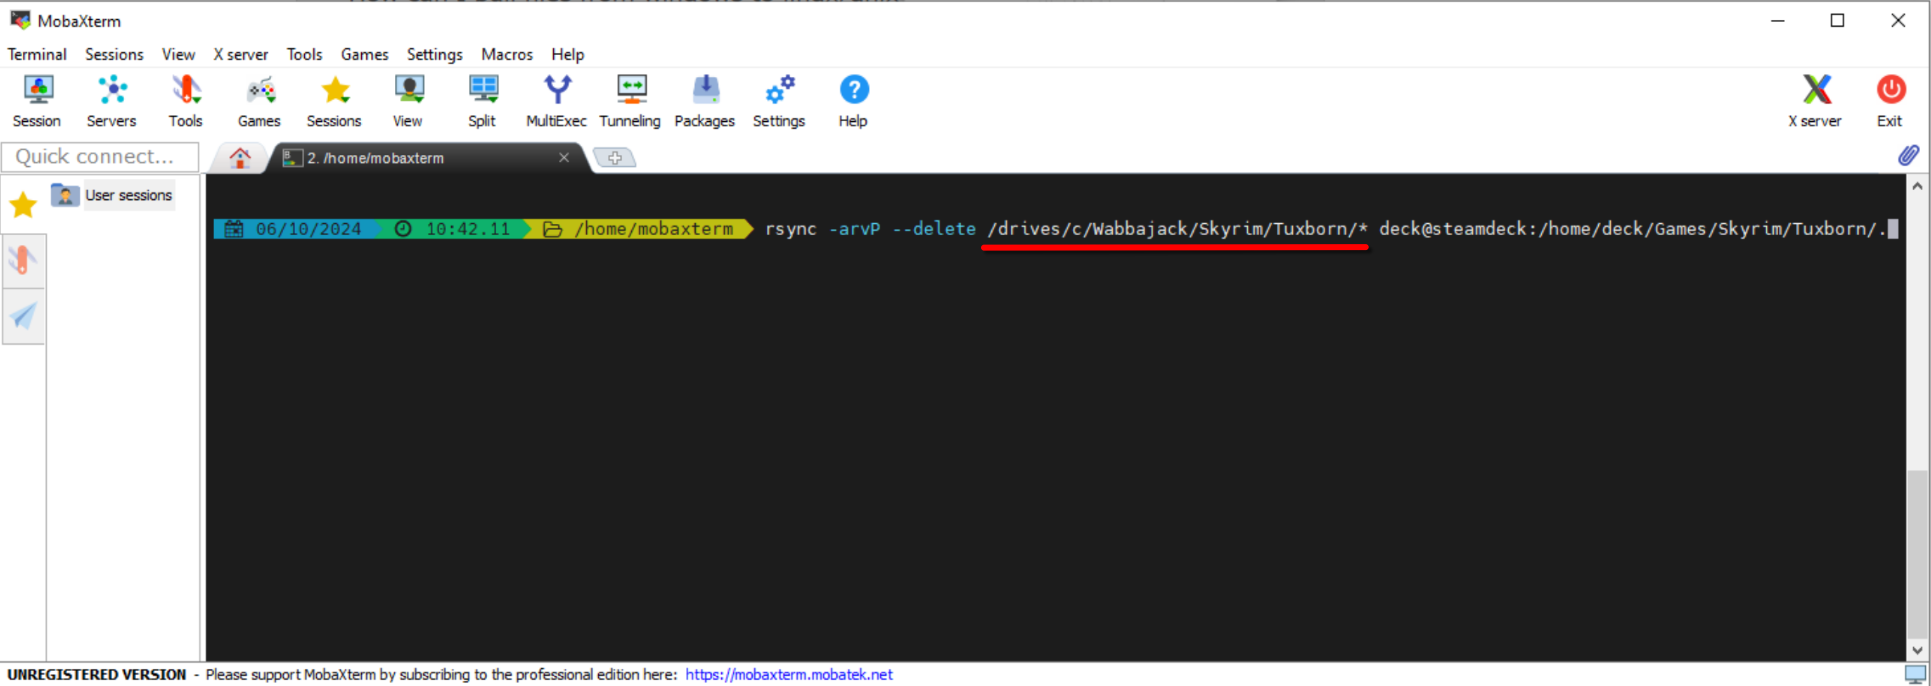 MobaXterm
Terminal Sessions View X server Tools Games Settings Macros Help
Session Servers Tools Games Sessions View Split MultiExec Tunneling Packages Settings Help X server Exit
Quick connect...
2. /home/mobaxterm
User sessions
06/10/2024 10:42.11 /home/mobaxterm rsync -arvP --delete /drives/c/Wabbajack/Skyrim/Tuxborn/* deck@steamdeck:/home/deck/Games/Skyrim/Tuxborn/.
UNREGISTERED VERSION - Please support MobaXterm by subscribing to the professional edition here: https://mobaxterm.mobatek.net